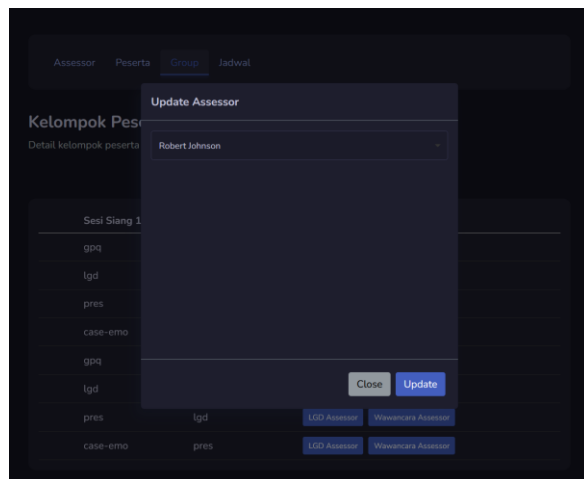 Assessor Peserta Group Jadwal
Update Assessor
Kelompok Pes
Detail kelompok peserta
Robert Johnson
Sesi Siang 1
gpq
lgd
pres
case-emo
gpq
lgd
Close Update
pres lgd LGD Assessor Wawancara Assessor
case-emo pres LGD Assessor Wawancara Assessor